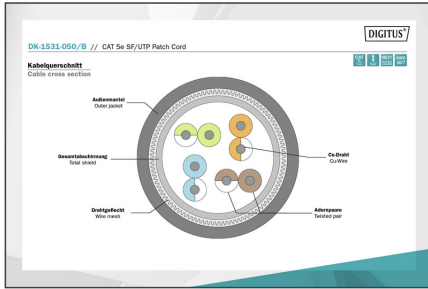 DIGITUS®
DK-1531-050/B // CAT 5e SF/UTP Patch Cord
Kabelquerschnitt
Cable cross section
Außenmantel
Outer jacket
Gesamtabschirmung
Total shield
Cu-Draht
Cu-Wire
Drahtgeflecht
Wire mesh
Adernpaare
Twisted pair